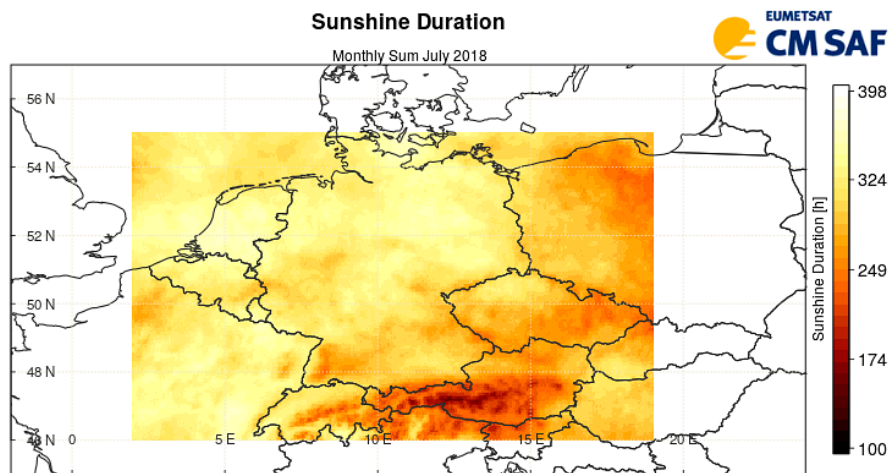 Sunshine Duration
EUMETSAT
CM SAF
Monthly Sum July 2018
56 N
54 N
52 N
50 N
48 N
46 N
0
5 E
10 E
15 E
20 E
398
324
249
174
100
Sunshine Duration [h]